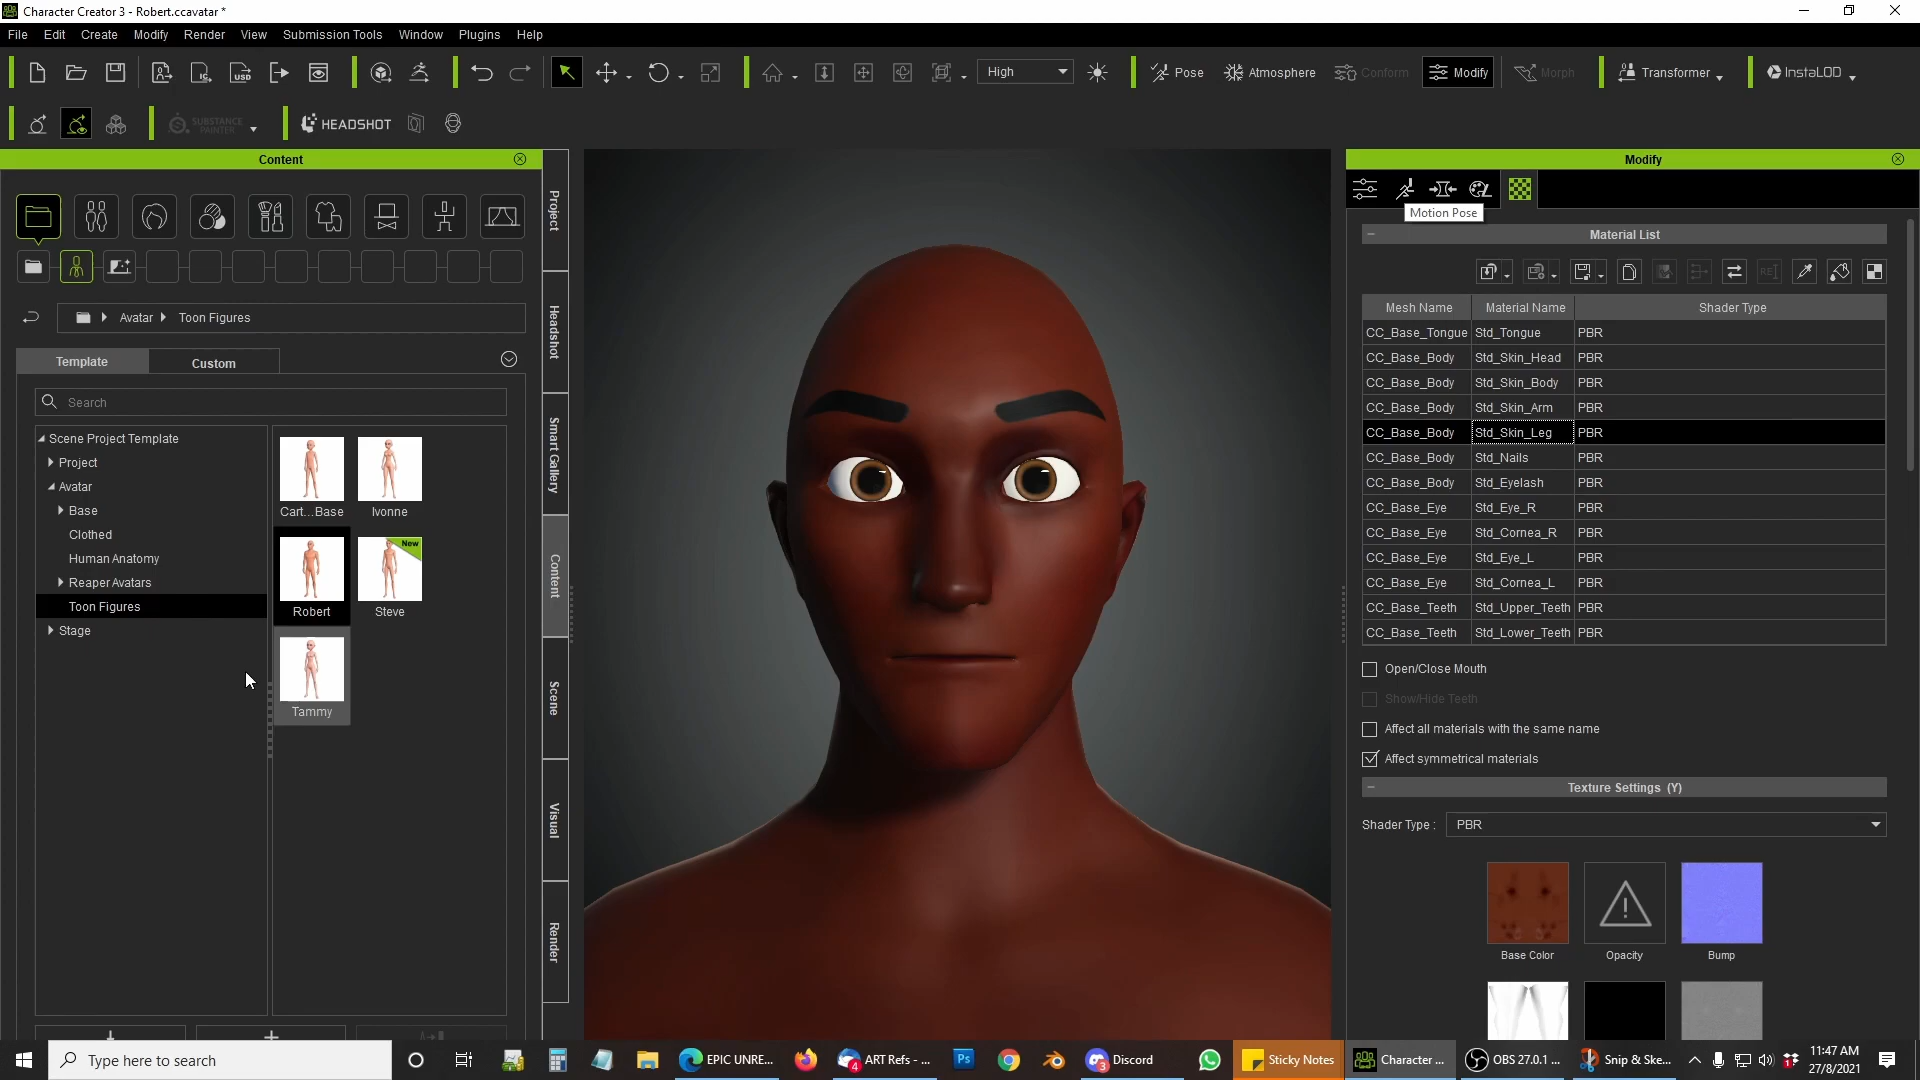 Character Creator 3 - Robert.ccavatar *
File Edit Create Modify Render View Submission Tools Window Plugins Help
IC USD High Pose Atmosphere Conform Modify Morph Transformer InstaLOD
SUBSTANCE PAINTER HEADSHOT
Content
Avatar Toon Figures
Template Custom
Search
Scene Project Template
Project
Avatar
Base
Clothed
Human Anatomy
Reaper Avatars
Toon Figures
Stage
Cart...Base Ivonne
New
Robert Steve
Tammy
Project
Headshot
Smart Gallery
Content
Scene
Visual
Render
Modify
Motion Pose
Material List
Mesh Name Material Name Shader Type
CC_Base_Tongue Std_Tongue PBR
CC_Base_Body Std_Skin_Head PBR
CC_Base_Body Std_Skin_Body PBR
CC_Base_Body Std_Skin_Arm PBR
CC_Base_Body Std_Skin_Leg PBR
CC_Base_Body Std_Nails PBR
CC_Base_Body Std_Eyelash PBR
CC_Base_Eye Std_Eye_R PBR
CC_Base_Eye Std_Cornea_R PBR
CC_Base_Eye Std_Eye_L PBR
CC_Base_Eye Std_Cornea_L PBR
CC_Base_Teeth Std_Upper_Teeth PBR
CC_Base_Teeth Std_Lower_Teeth PBR
Open/Close Mouth
Show/Hide Teeth
Affect all materials with the same name
Affect symmetrical materials
Texture Settings (Y)
Shader Type : PBR
Base Color Opacity Bump
Type here to search EPIC UNRE... 4 ART Refs - ... Ps 3 Discord Sticky Notes Character ... OBS 27.0.1 ... Snip & Ske... 1 11:47 AM
27/8/2021